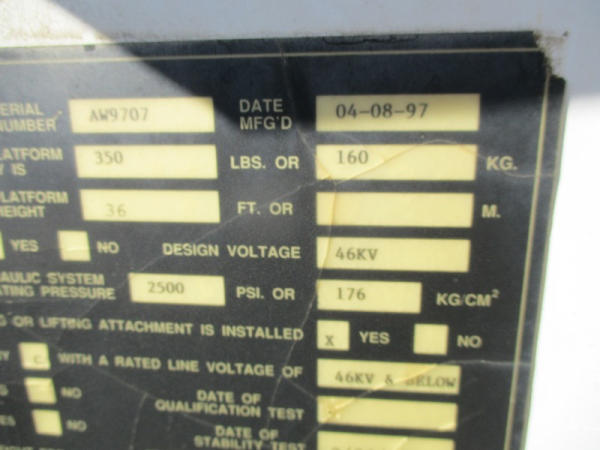 ERIAL NUMBER AW9707 DATE MFG'D 04-08-97
LATFORM Y IS 350 LBS. OR 160 KG.
LATFORM HEIGHT 36 FT. OR M.
YES NO DESIGN VOLTAGE 46KV
AULIC SYSTEM ATING PRESSURE 2500 PSI. OR 176 KG/CM²
G OR LIFTING ATTACHMENT IS INSTALLED X YES NO
RY C WITH A RATED LINE VOLTAGE OF 46KV & BELOW
S NO DATE OF QUALIFICATION TEST
ES NO DATE OF STABILITY TEST